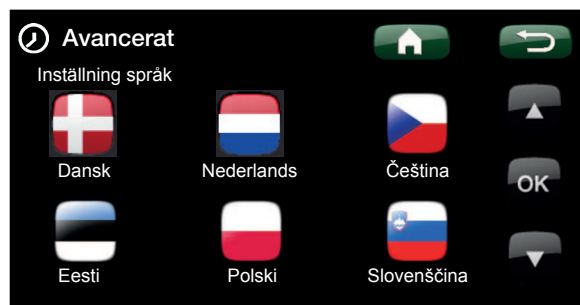 Avancerat
Inställning språk
Dansk Nederlands Čeština
OK
Eesti Polski Slovenščina